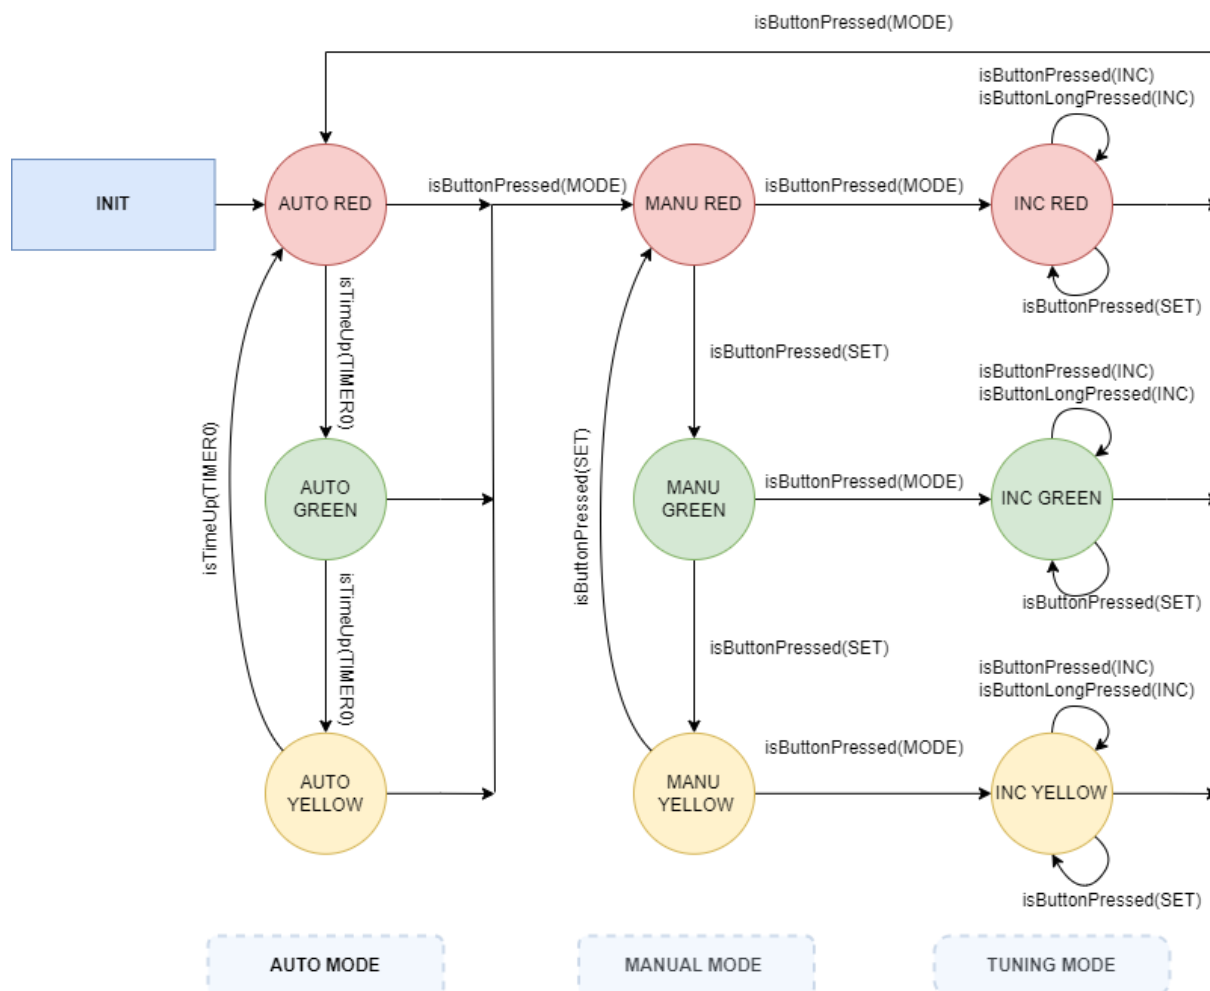 isButtonPressed(MODE)
isButtonPressed(INC)
isButtonLongPressed(INC)
INIT
AUTO RED
isButtonPressed(MODE)
MANU RED
isButtonPressed(MODE)
INC RED
isButtonPressed(SET)
isTimeUp(TIMER0)
isButtonPressed(SET)
isButtonPressed(INC)
isButtonLongPressed(INC)
isTimeUp(TIMER0)
AUTO
GREEN
isButtonPressed(SET)
MANU
GREEN
isButtonPressed(MODE)
INC GREEN
isButtonPressed(SET)
isTimeUp(TIMER0)
isButtonPressed(SET)
isButtonPressed(INC)
isButtonLongPressed(INC)
AUTO
YELLOW
MANU
YELLOW
isButtonPressed(MODE)
INC YELLOW
isButtonPressed(SET)
AUTO MODE
MANUAL MODE
TUNING MODE